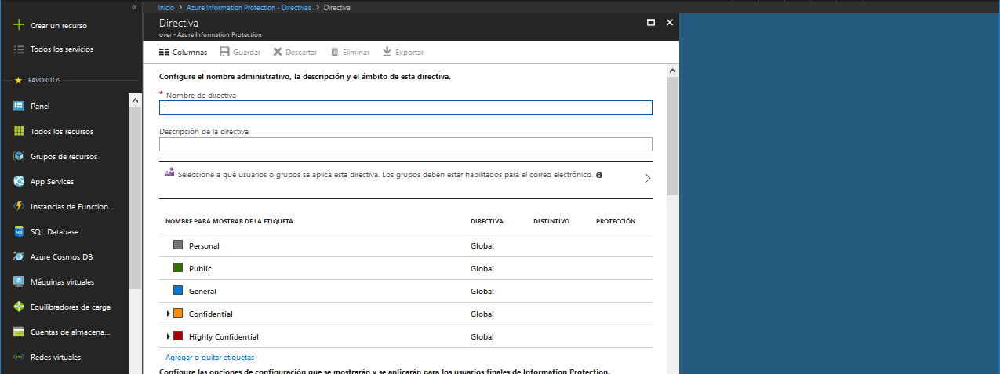 Inicio > Azure Information Protection - Directivas > Directiva
«
Crear un recurso
Todos los servicios
FAVORITOS
Panel
Todos los recursos
Grupos de recursos
App Services
Instancias de Function...
SQL Database
Azure Cosmos DB
Máquinas virtuales
Equilibradores de carga
Cuentas de almacena...
Redes virtuales
Directiva
over - Azure Information Protection
Columnas Guardar Descartar Eliminar Exportar
Configure el nombre administrativo, la descripción y el ámbito de esta directiva.
* Nombre de directiva
Descripción de la directiva
Seleccione a qué usuarios o grupos se aplica esta directiva. Los grupos deben estar habilitados para el correo electrónico.
NOMBRE PARA MOSTRAR DE LA ETIQUETA DIRECTIVA DISTINTIVO PROTECCIÓN
Personal Global
Public Global
General Global
Confidential Global
Highly Confidential Global
Agregar o quitar etiquetas
Configure las opciones de configuración que se mostrarán y se aplicarán para los usuarios finales de Information Protection.